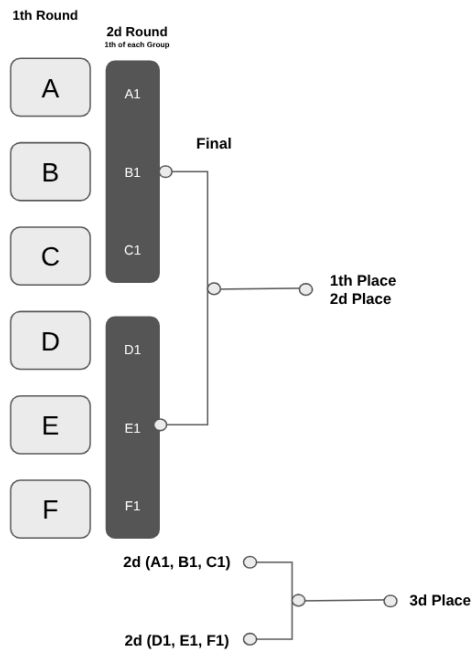 1th Round
2d Round
1th of each Group
A
A1
Final
B
B1
C
C1
1th Place
2d Place
D
D1
E
E1
F
F1
2d (A1, B1, C1)
3d Place
2d (D1, E1, F1)